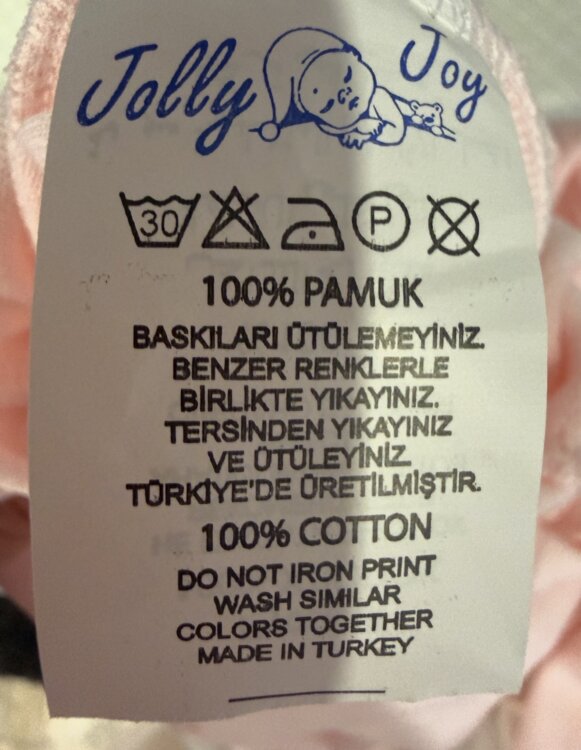 Jolly Joy
30 P
100% PAMUK
BASKILARI ÜTÜLEMEYİNİZ.
BENZER RENKLERLE
BİRLİKTE YIKAYINIZ.
TERSİNDEN YIKAYINIZ
VE ÜTÜLEYİNİZ.
TÜRKİYE'DE ÜRETİLMİŞTİR.
100% COTTON
DO NOT IRON PRINT
WASH SIMILAR
COLORS TOGETHER
MADE IN TURKEY